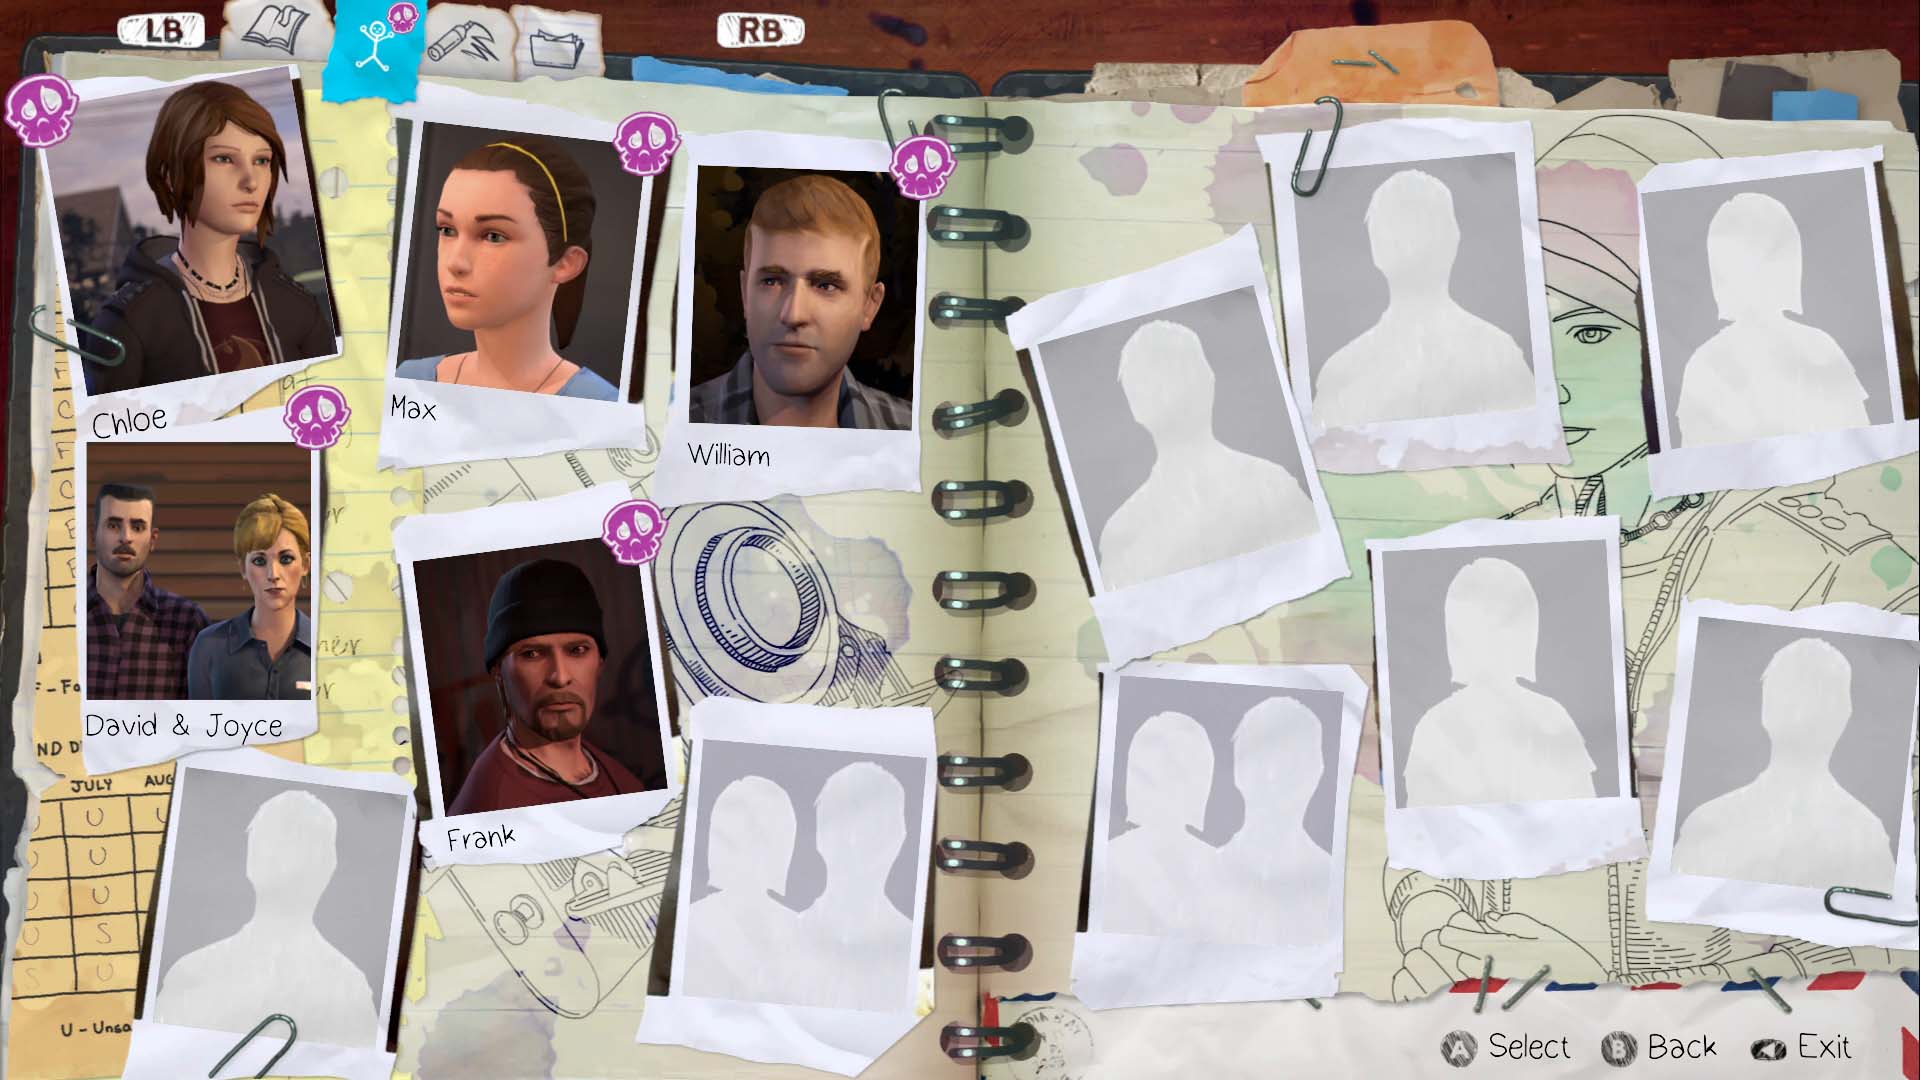 LB
RB
Chloe
Max
William
David & Joyce
Frank
JULY AUG
U
U
U
S
U
U - Unsa
A Select B Back Exit